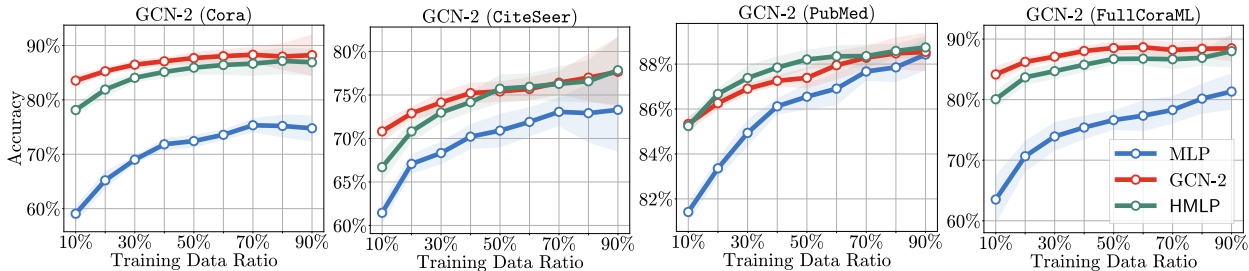 GCN-2 (Cora)
Accuracy
90%
80%
70%
60%
10% 30% 50% 70% 90%
Training Data Ratio
GCN-2 (CiteSeer)
80%
75%
70%
65%
60%
10% 30% 50% 70% 90%
Training Data Ratio
GCN-2 (PubMed)
88%
86%
84%
82%
10% 30% 50% 70% 90%
Training Data Ratio
GCN-2 (FullCoraML)
90%
80%
70%
60%
MLP
GCN-2
HMLP
10% 30% 50% 70% 90%
Training Data Ratio